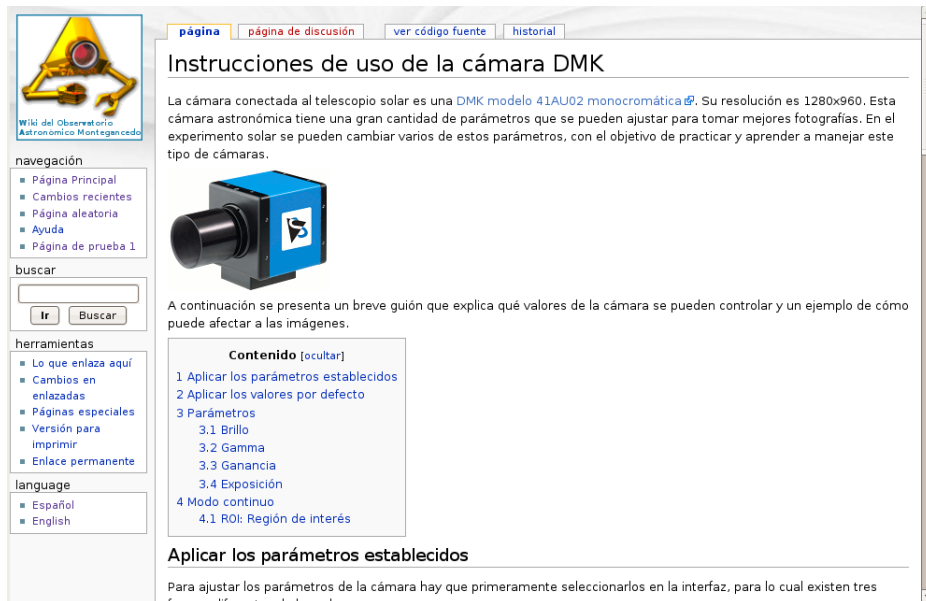 Wiki del Observatorio
Astronómico Montegancedo
navegación
Página Principal
Cambios recientes
Página aleatoria
Ayuda
Página de prueba 1
buscar
Ir Buscar
herramientas
Lo que enlaza aquí
Cambios en
enlazadas
Páginas especiales
Versión para
imprimir
Enlace permanente
language
Español
English
página página de discusión ver código fuente historial
Instrucciones de uso de la cámara DMK
La cámara conectada al telescopio solar es una DMK modelo 41AU02 monocromática. Su resolución es 1280x960. Esta
cámara astronómica tiene una gran cantidad de parámetros que se pueden ajustar para tomar mejores fotografías. En el
experimento solar se pueden cambiar varios de estos parámetros, con el objetivo de practicar y aprender a manejar este
tipo de cámaras.
A continuación se presenta un breve guión que explica qué valores de la cámara se pueden controlar y un ejemplo de cómo
puede afectar a las imágenes.
Contenido [ocultar]
1 Aplicar los parámetros establecidos
2 Aplicar los valores por defecto
3 Parámetros
3.1 Brillo
3.2 Gamma
3.3 Ganancia
3.4 Exposición
4 Modo continuo
4.1 ROI: Región de interés
Aplicar los parámetros establecidos
Para ajustar los parámetros de la cámara hay que primeramente seleccionarlos en la interfaz, para lo cual existen tres